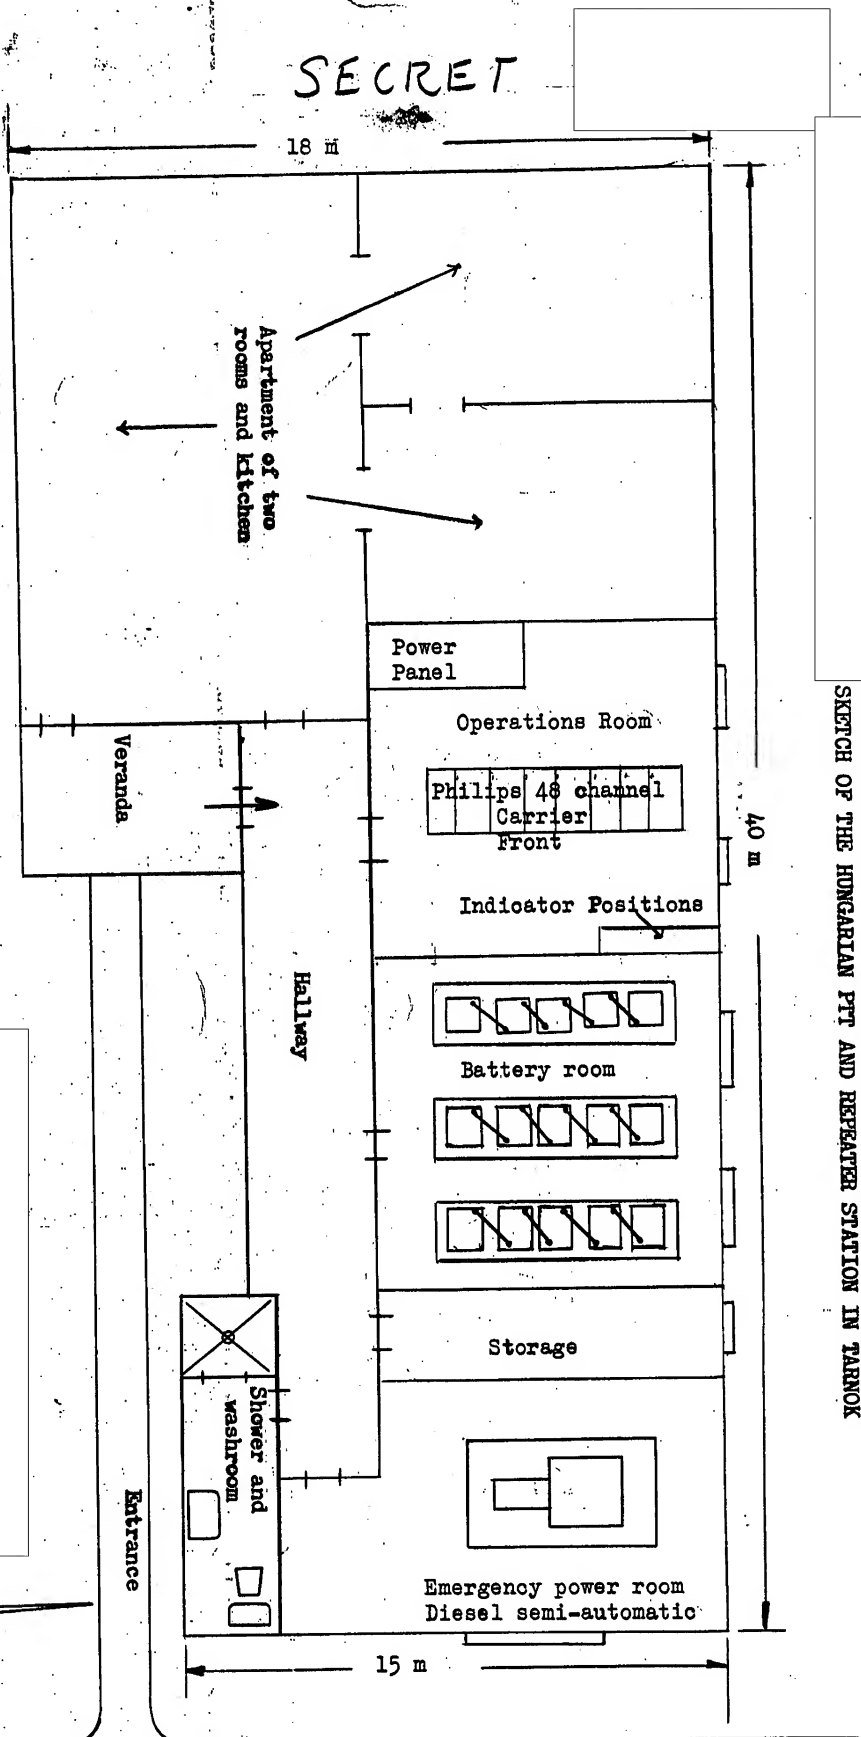 SECRET
18 m
Apartment of two
rooms and kitchen
Power
Panel
Operations Room
Philips 48 channel
Carrier
Front
40 m
Veranda
Indicator Positions
Hallway
Battery room
SKETCH OF THE HUNGARIAN PTT AND REPEATER STATION IN TARNOK
Storage
Shower and
washroom
Entrance
Emergency power room
Diesel semi-automatic
15 m